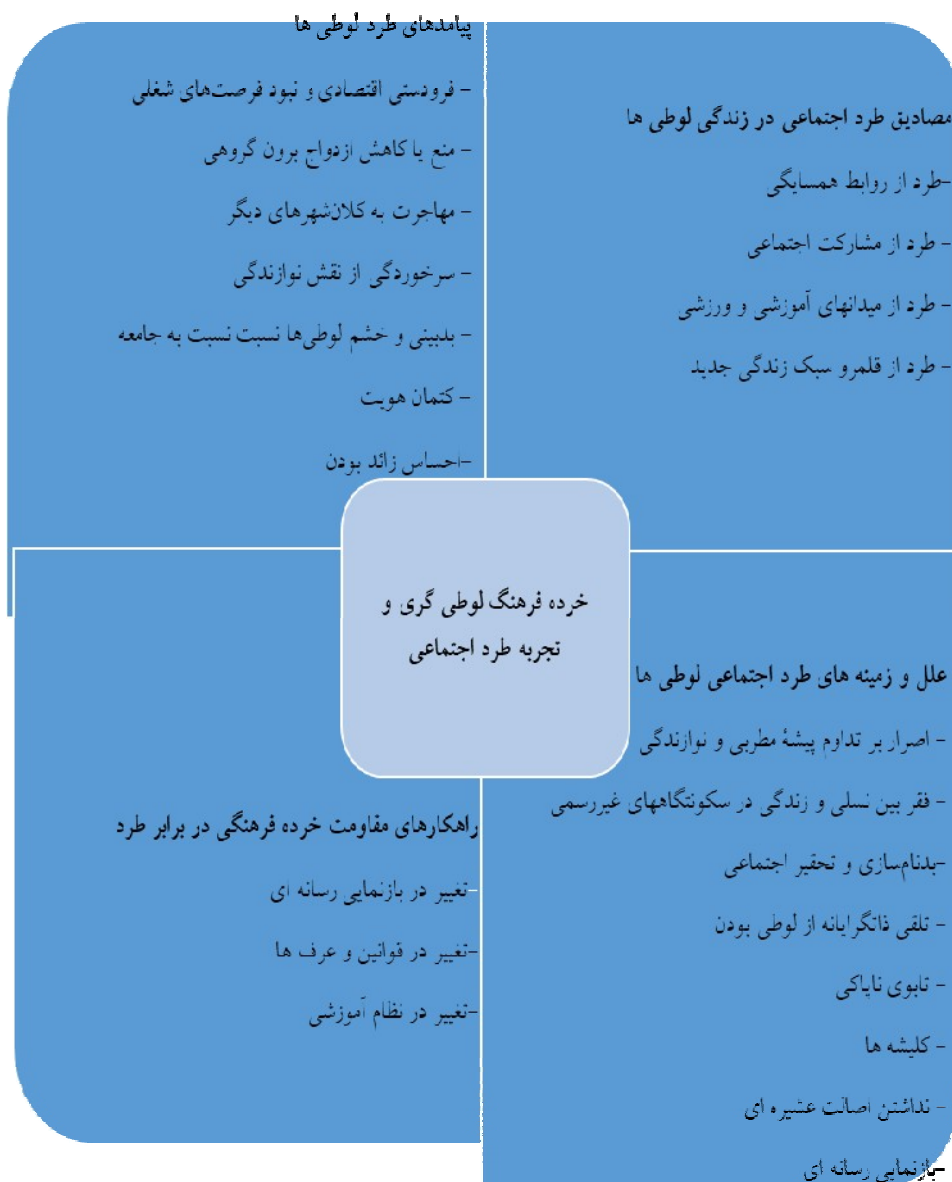 مصادیق طرد اجتماعی در زندگی لوطی ها
-طرد از روابط همسایگی
- طرد از مشارکت اجتماعی
- طرد از میدانهای آموزشی و ورزشی
- طرد از قلمرو سبک زندگی جدید
پیامدهای طرد لوطی ها
- فرودستی اقتصادی و نبود فرصت‌های شغلی
- منع یا کاهش ازدواج برون گروهی
- مهاجرت به کلان‌شهرهای دیگر
- سرخوردگی از نقش نوازندگی
- بدبینی و خشم لوطی‌ها نسبت نسبت به جامعه
- کتمان هویت
-احساس زائد بودن
خرده فرهنگ لوطی گری و
تجربه طرد اجتماعی
علل و زمینه های طرد اجتماعی لوطی ها
- اصرار بر تداوم پیشۀ مطربی و نوازندگی
- فقر بین نسلی و زندگی در سکونتگاههای غیررسمی
-بدنام‌سازی و تحقیر اجتماعی
- تلقی ذاتگرایانه از لوطی بودن
- تابوی ناپاکی
- کلیشه ها
- نداشتن اصالت عشیره ای
-بازنمایی رسانه ای
راهکارهای مقاومت خرده فرهنگی در برابر طرد
-تغییر در بازنمایی رسانه ای
-تغییر در قوانین و عرف ها
-تغییر در نظام آموزشی